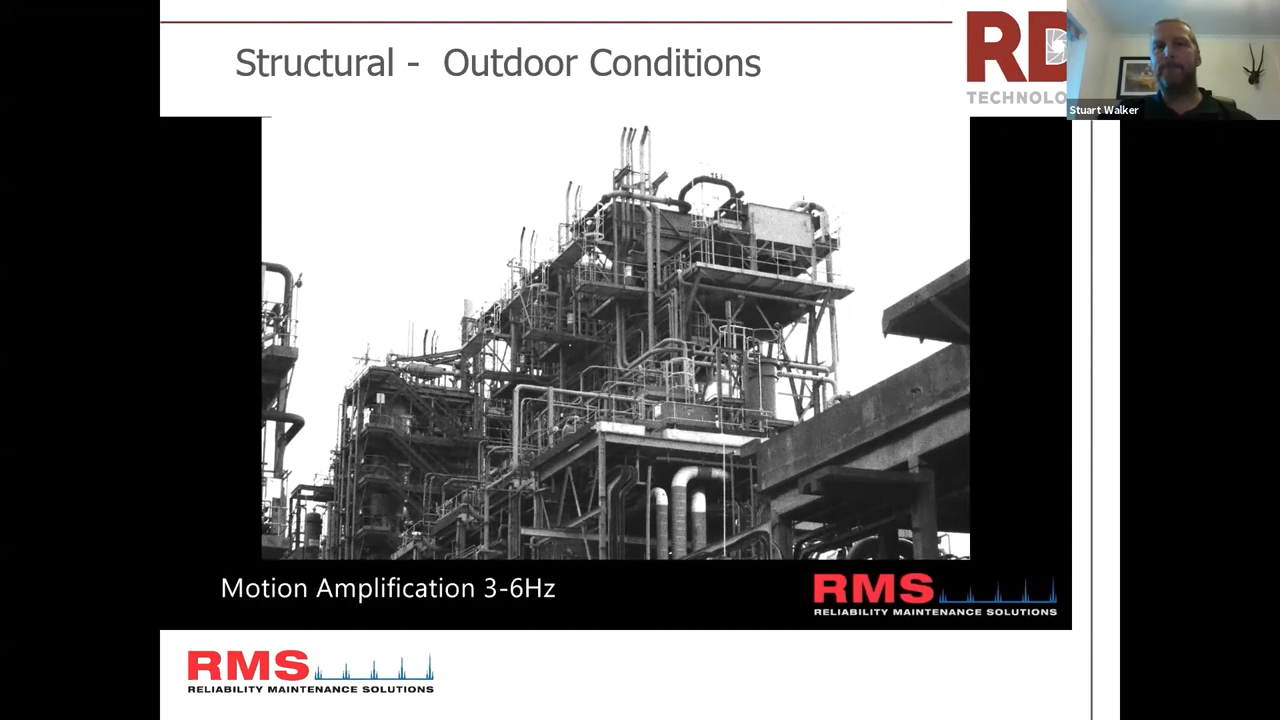 Structural - Outdoor Conditions
RD
TECHNOLO
Stuart Walker
Motion Amplification 3-6Hz
RMS
RELIABILITY MAINTENANCE SOLUTIONS
RMS
RELIABILITY MAINTENANCE SOLUTIONS